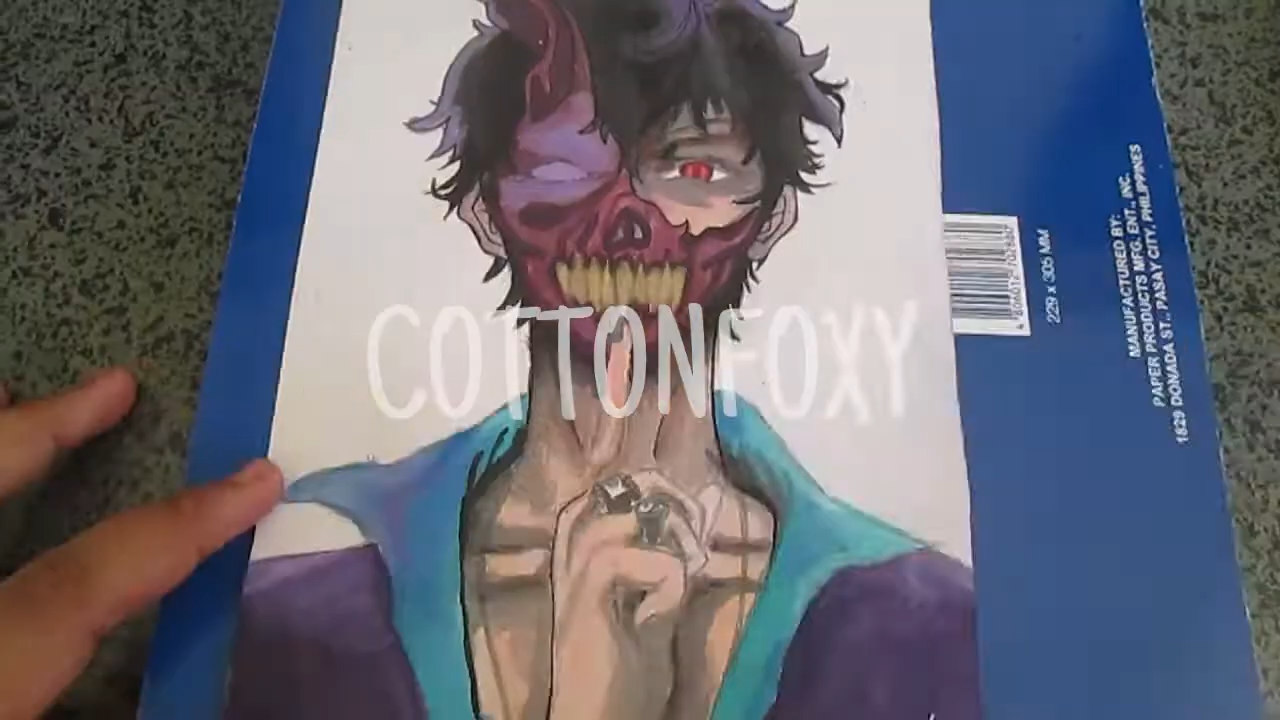 COTTONFOXY
229 x 305 MM
MANUFACTURED BY:
PAPER PRODUCTS MFG. ENT., INC.
1829 DONADA ST., PASAY CITY, PHILIPPINES